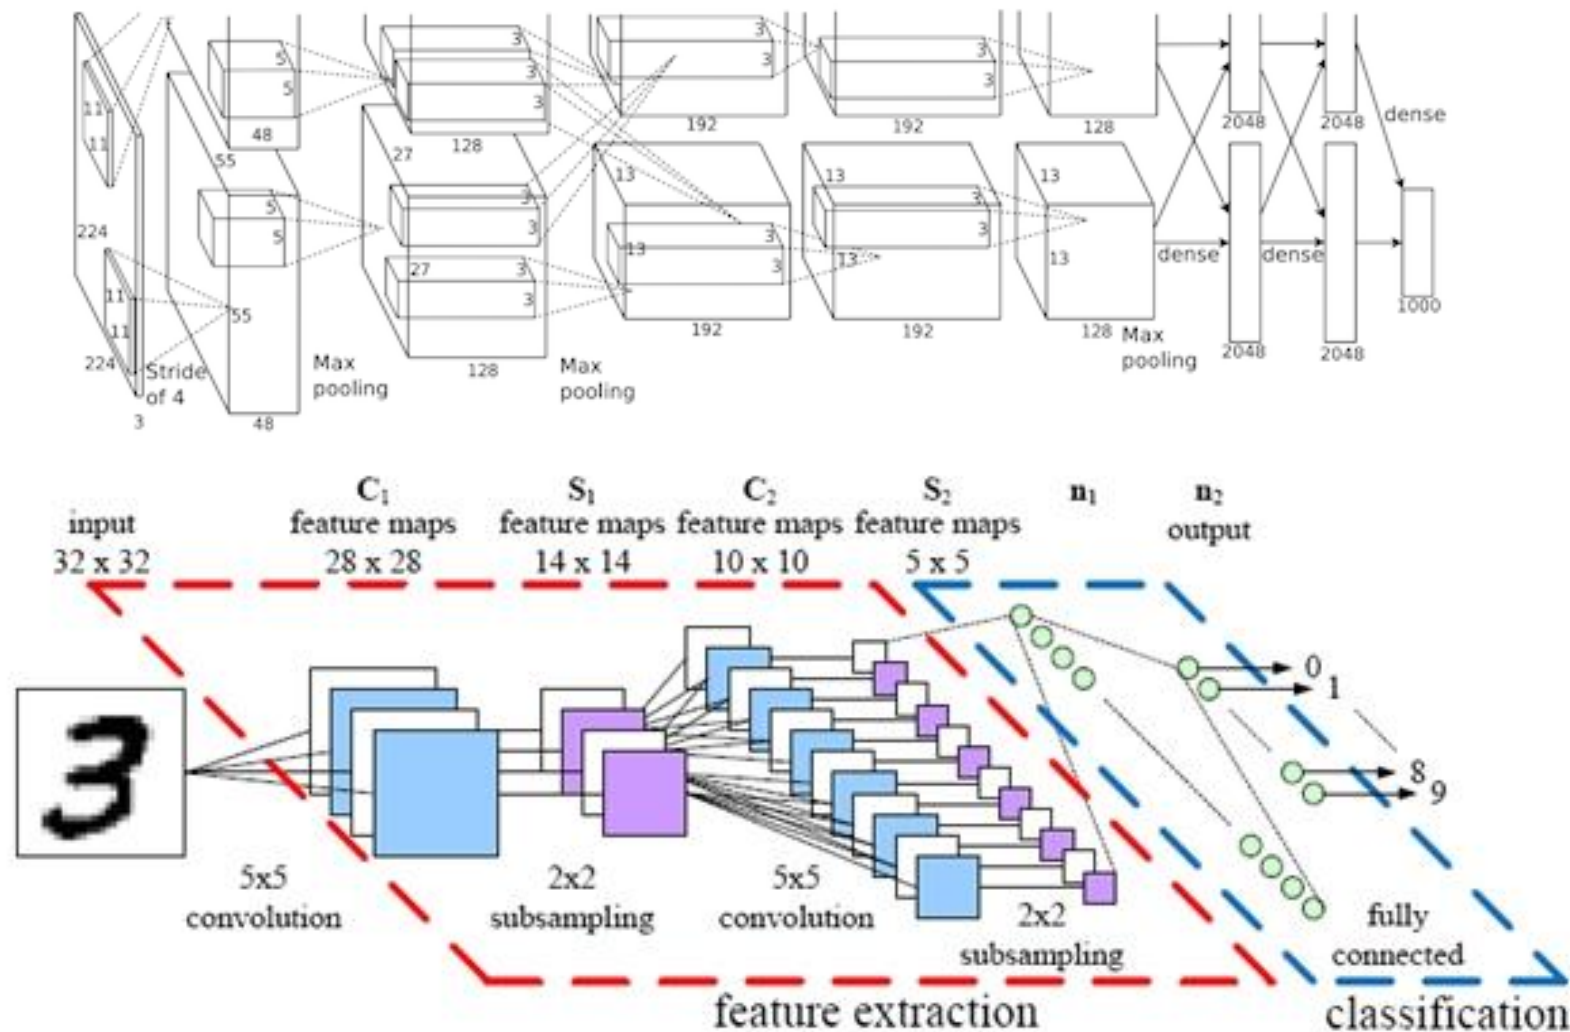 11
11
5
5
48
55
224
11
11
224
Stride
of 4
3
5
5
55
48
Max
pooling
3
3
3
128
27
3
3
27
3
3
128
Max
pooling
3
3
192
13
3
13
3
192
3
3
192
13
3
3
13
192
128
13
13
128
Max
pooling
2048
2048
dense
dense
dense
2048
2048
1000
C₁
S₁
C₂
S₂
n₁
n₂
input
feature maps
feature maps
feature maps
feature maps
output
32 x 32
28 x 28
14 x 14
10 x 10
5 x 5
3
0
1
8
9
5x5
convolution
2x2
subsampling
5x5
convolution
2x2
subsampling
fully
connected
feature extraction
classification